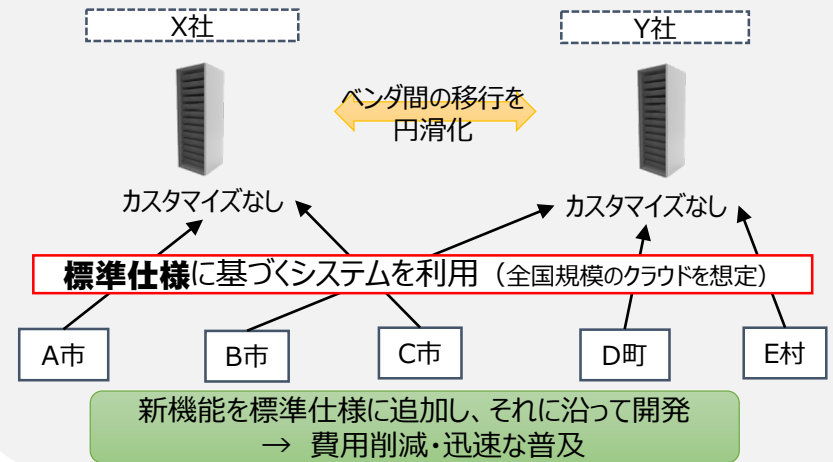 X社
Y社
ベンダ間の移行を
円滑化
カスタマイズなし
カスタマイズなし
標準仕様に基づくシステムを利用（全国規模のクラウドを想定）
A市
B市
C市
D町
E村
新機能を標準仕様に追加し、それに沿って開発
→ 費用削減・迅速な普及